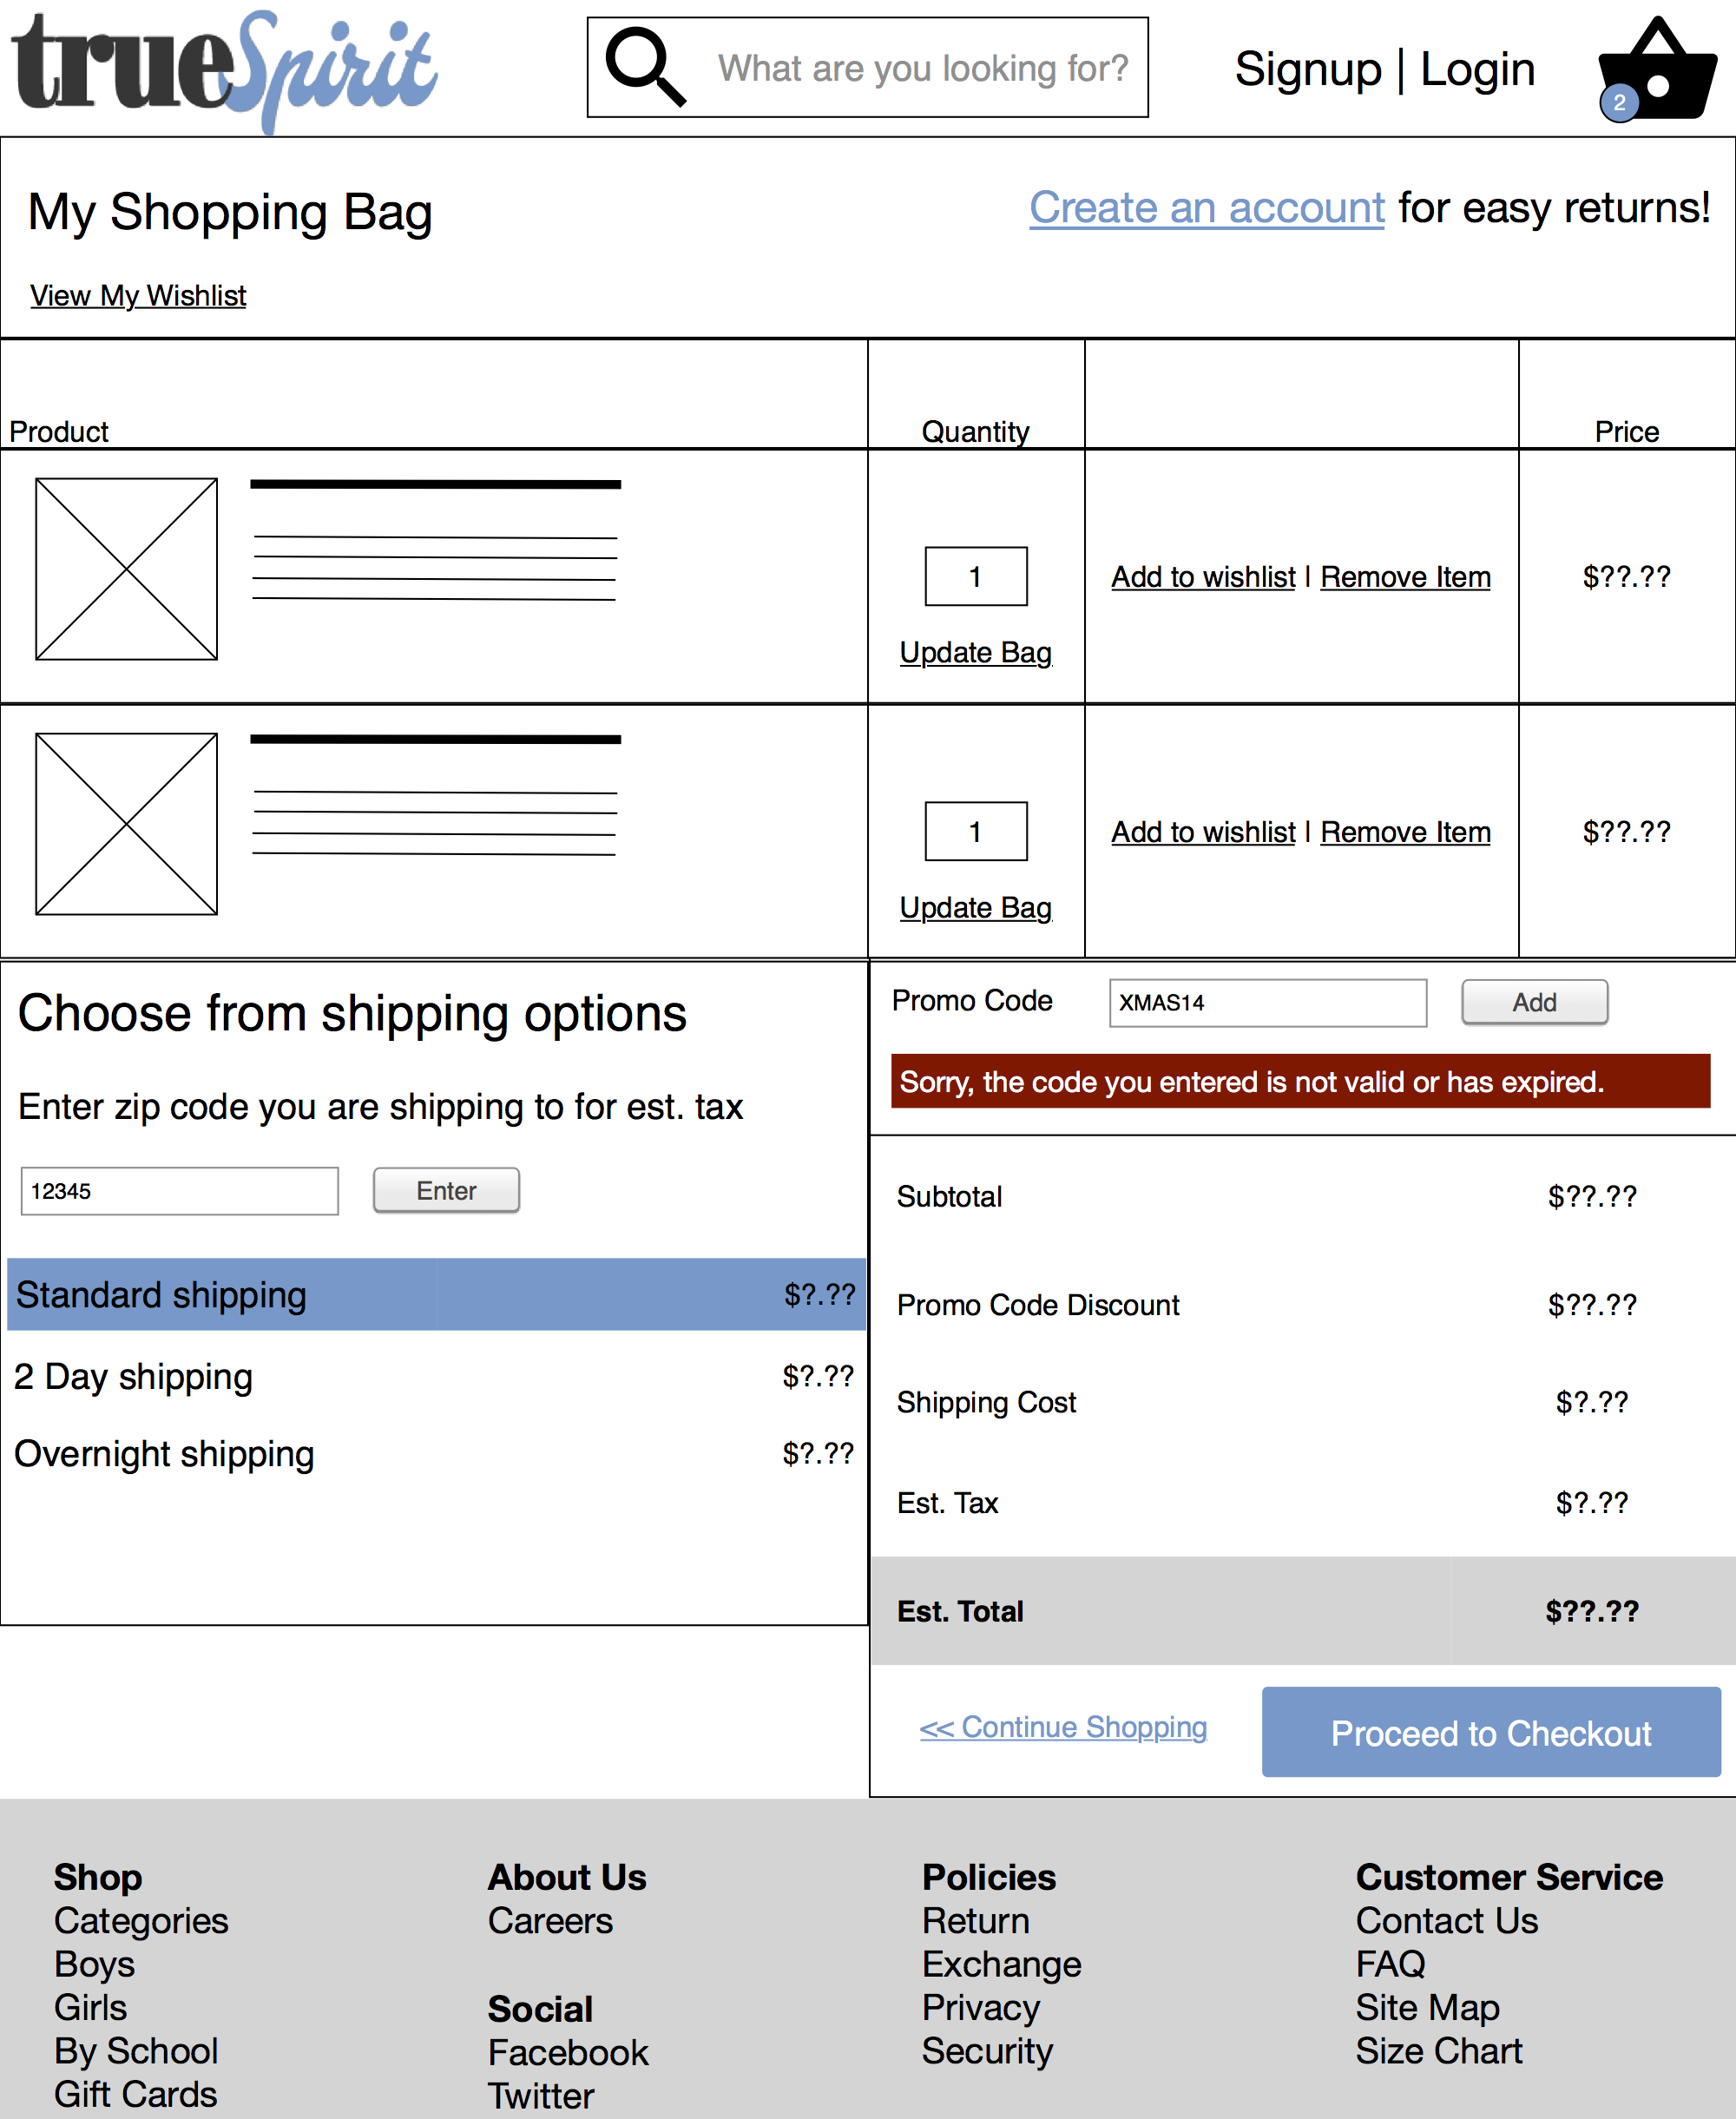 trueSpirit
What are you looking for?
Signup | Login
2
My Shopping Bag
Create an account for easy returns!
View My Wishlist
Product
Quantity
Price
1
Add to wishlist | Remove Item
$??.??
Update Bag
1
Add to wishlist | Remove Item
$??.??
Update Bag
Choose from shipping options
Enter zip code you are shipping to for est. tax
12345
Enter
Standard shipping $?.??
2 Day shipping $?.??
Overnight shipping $?.??
Promo Code
XMAS14
Add
Sorry, the code you entered is not valid or has expired.
Subtotal $??.??
Promo Code Discount $??.??
Shipping Cost $?.??
Est. Tax $?.??
Est. Total $??.??
<< Continue Shopping
Proceed to Checkout
Shop
Categories
Boys
Girls
By School
Gift Cards
About Us
Careers
Social
Facebook
Twitter
Policies
Return
Exchange
Privacy
Security
Customer Service
Contact Us
FAQ
Site Map
Size Chart